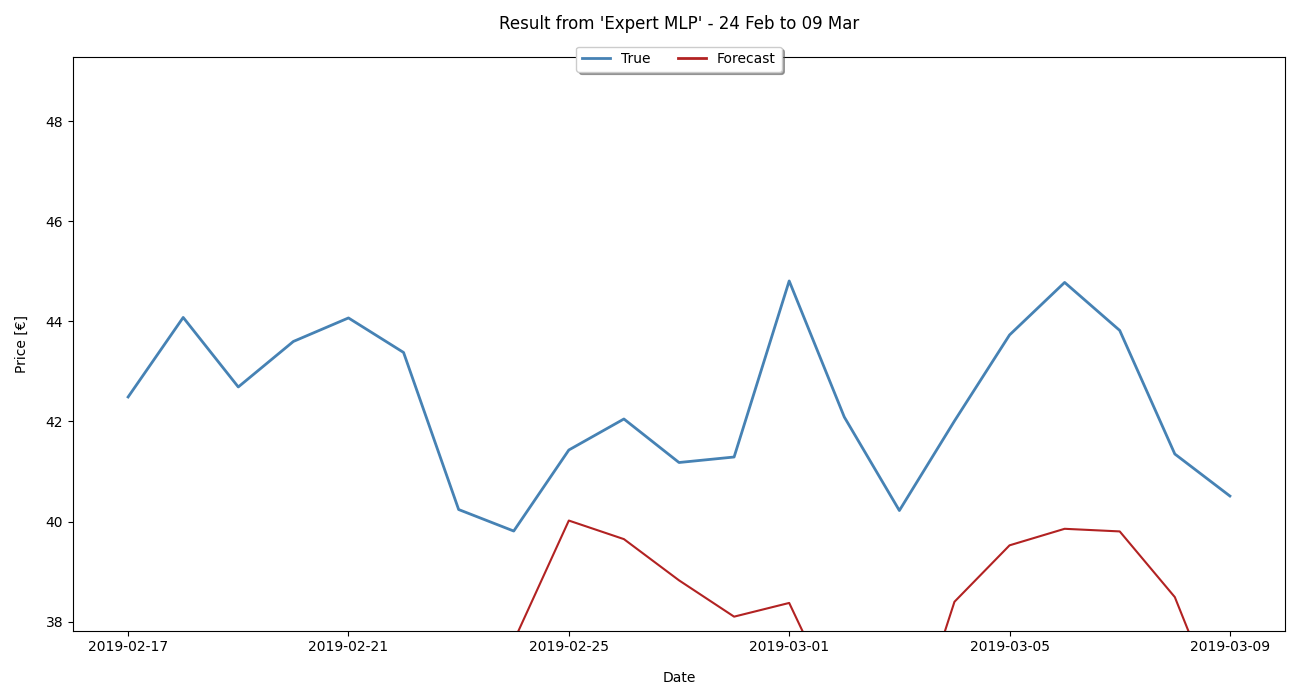 Result from 'Expert MLP' - 24 Feb to 09 Mar
True Forecast
48
46
44
42
40
38
Price [€]
2019-02-17 2019-02-21 2019-02-25 2019-03-01 2019-03-05 2019-03-09
Date